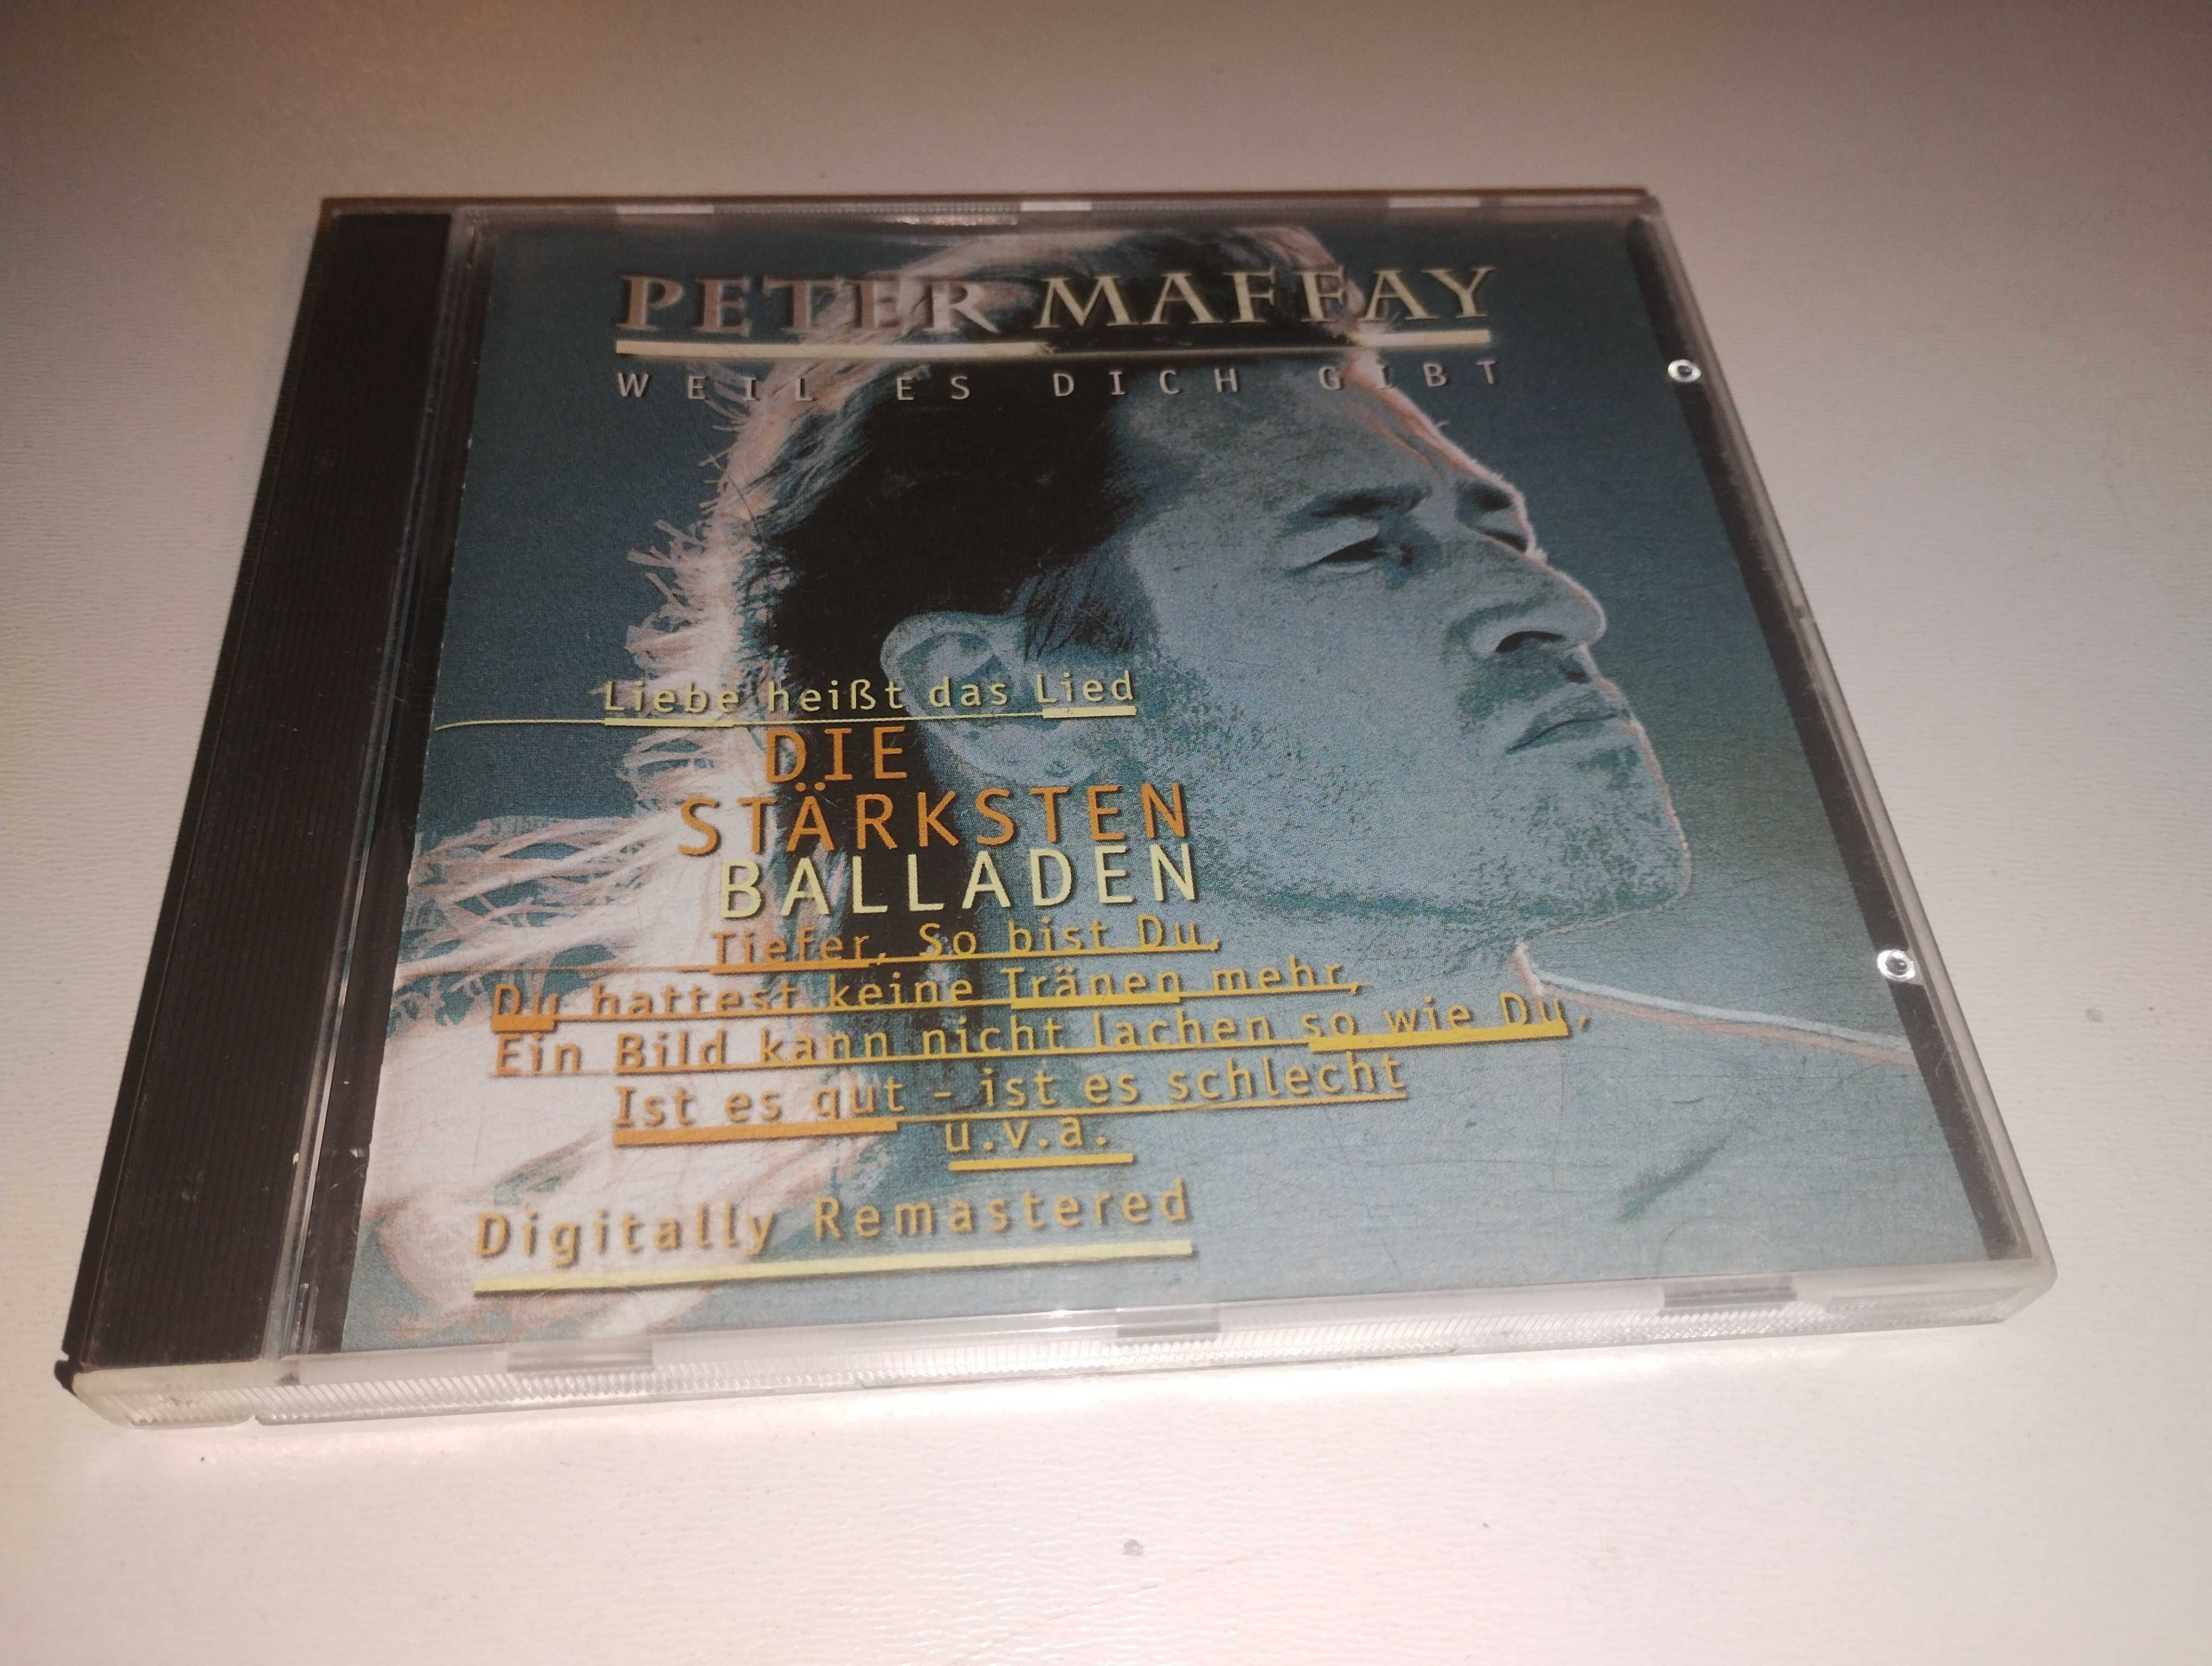 PETER MAFFAY
WEIL ES DICH GIBT
Liebe heißt das Lied
DIE
STÄRKSTEN
BALLADEN
Tiefer, So bist Du,
Du hattest keine Tränen mehr,
Ein Bild kann nicht lachen so wie Du,
Ist es gut - ist es schlecht
u.v.a.
Digitally Remastered